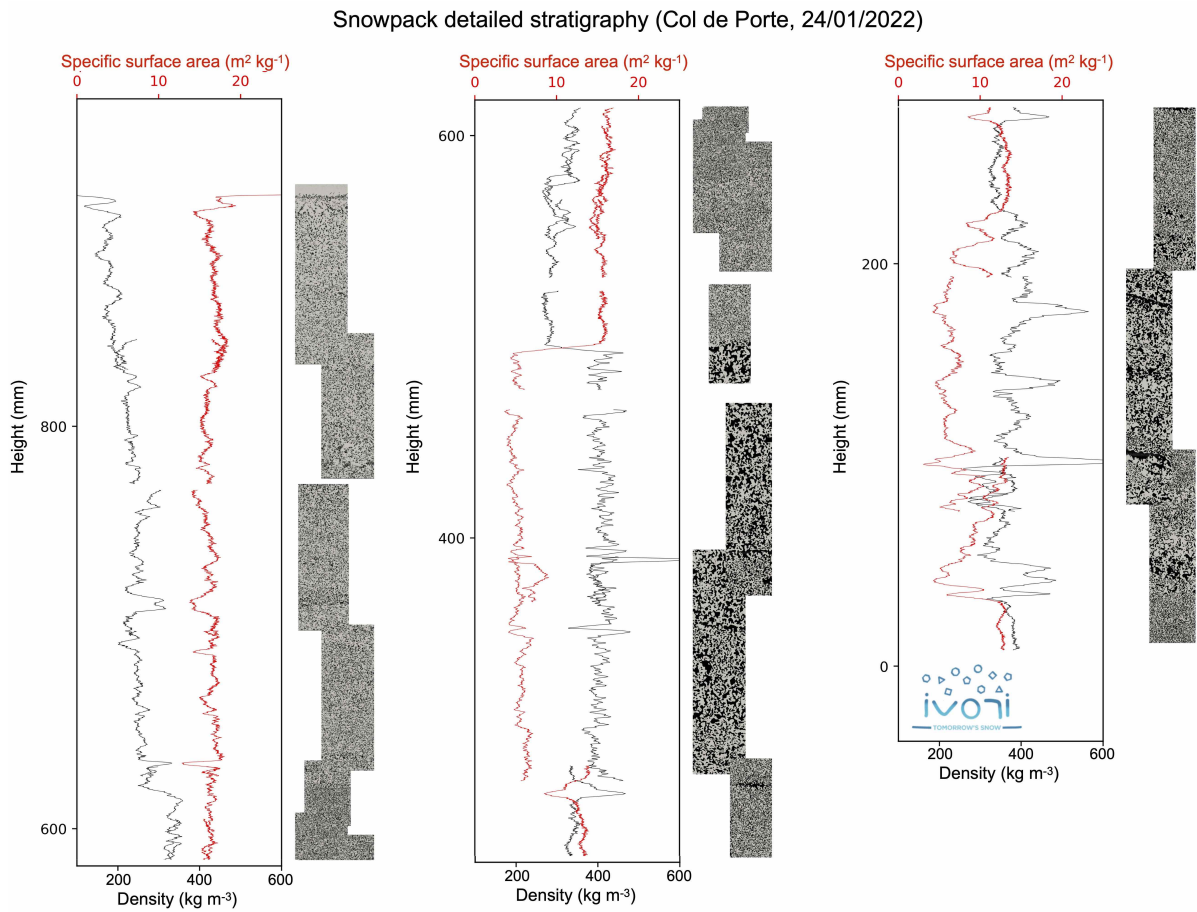 Snowpack detailed stratigraphy (Col de Porte, 24/01/2022)
Specific surface area (m² kg⁻¹)
0 10 20
Height (mm)
800
600
200 400 600
Density (kg m⁻³)
Specific surface area (m² kg⁻¹)
0 10 20
600
Height (mm)
400
200 400 600
Density (kg m⁻³)
Specific surface area (m² kg⁻¹)
0 10 20
200
Height (mm)
0
ivori
TOMORROW'S SNOW
200 400 600
Density (kg m⁻³)